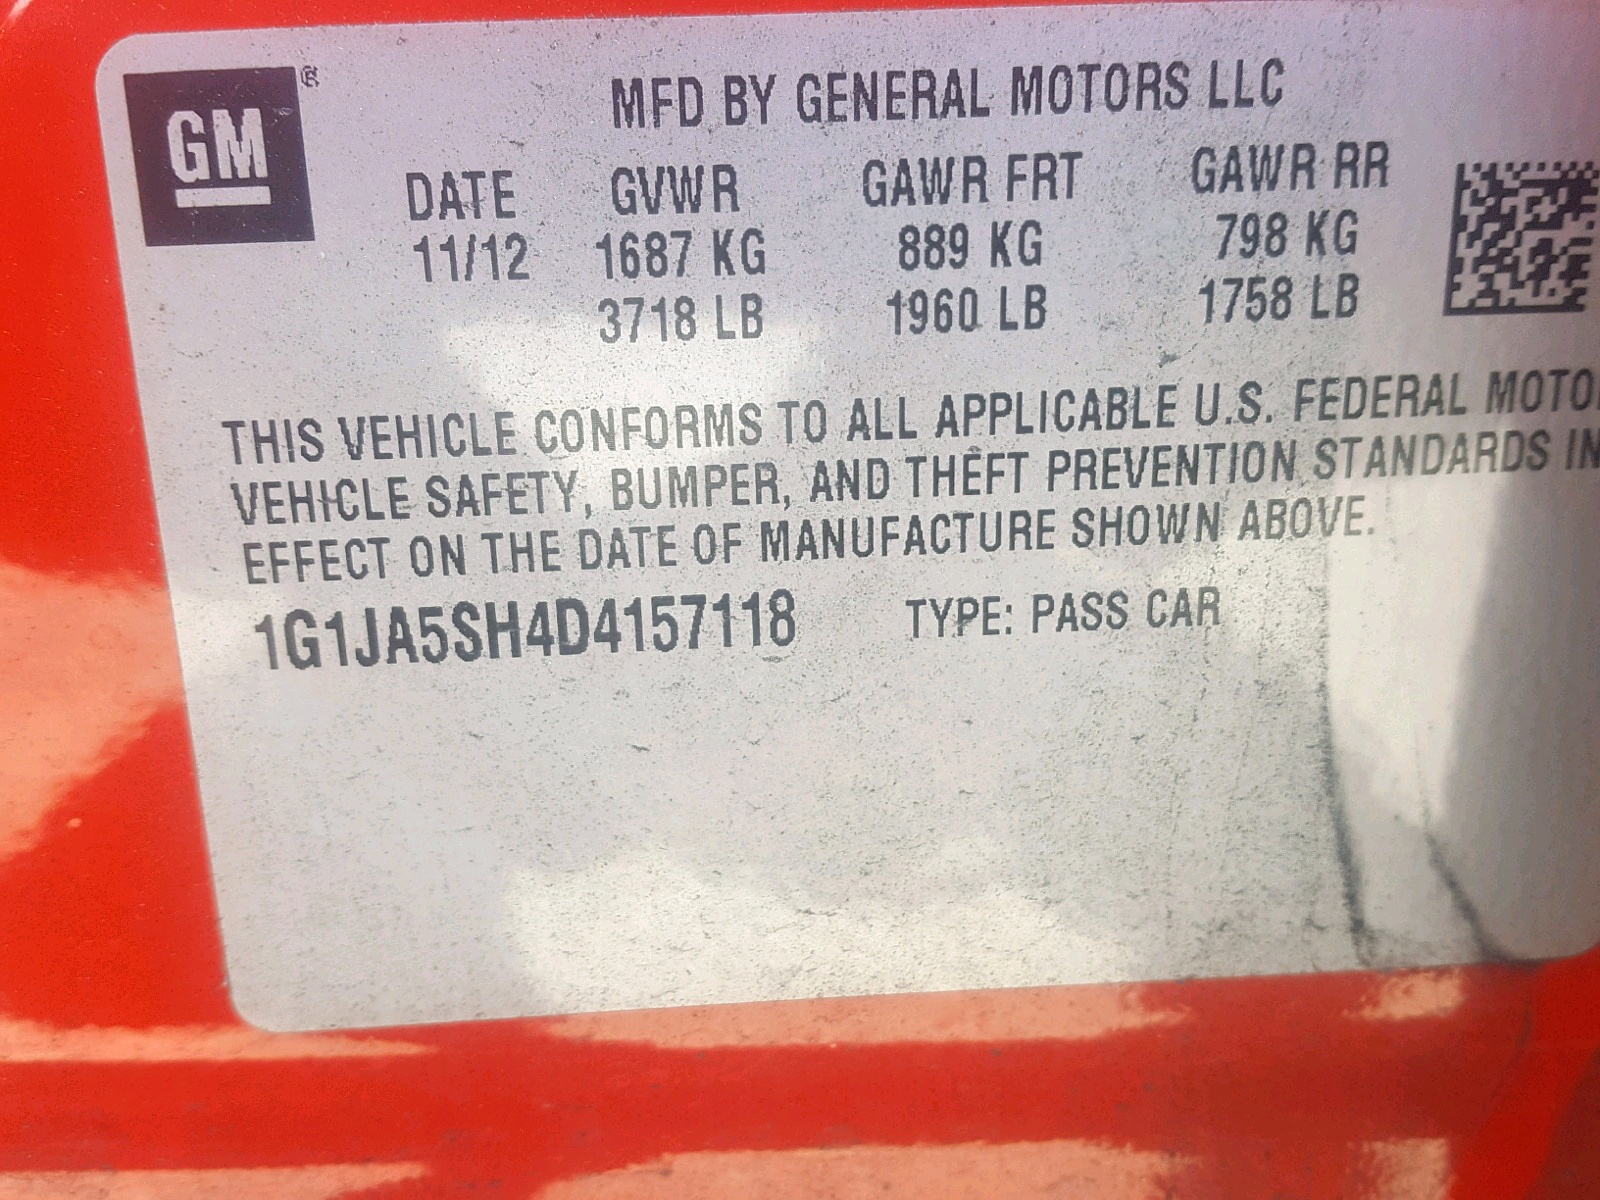 GM ®
MFD BY GENERAL MOTORS LLC
DATE GVWR GAWR FRT GAWR RR
11/12 1687 KG 889 KG 798 KG
3718 LB 1960 LB 1758 LB
THIS VEHICLE CONFORMS TO ALL APPLICABLE U.S. FEDERAL MOTO
VEHICLE SAFETY, BUMPER, AND THEFT PREVENTION STANDARDS IN
EFFECT ON THE DATE OF MANUFACTURE SHOWN ABOVE.
1G1JA5SH4D4157118 TYPE: PASS CAR